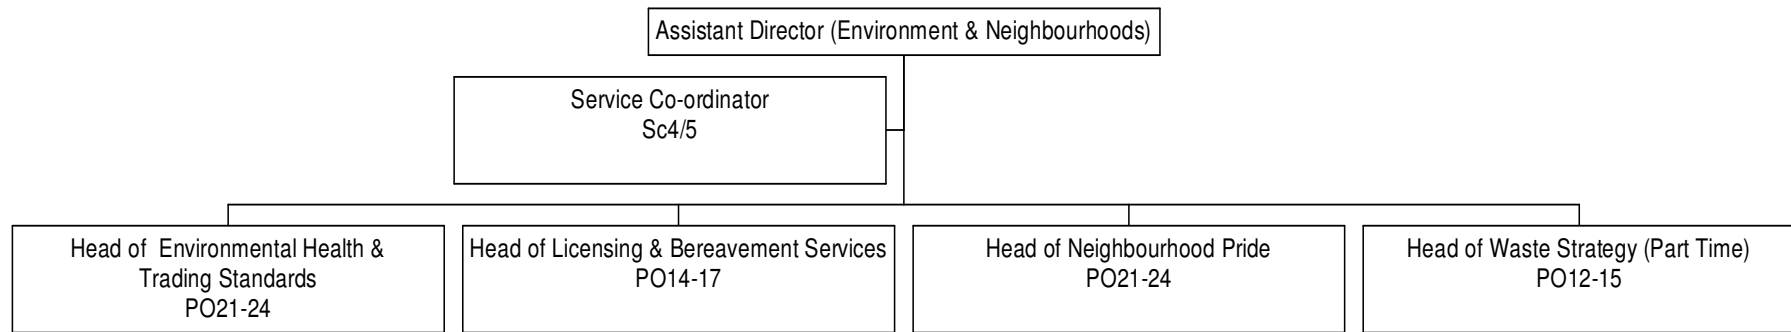 Assistant Director (Environment & Neighbourhoods)
Service Co-ordinator
Sc4/5
Head of Environmental Health &
Trading Standards
PO21-24
Head of Licensing & Bereavement Services
PO14-17
Head of Neighbourhood Pride
PO21-24
Head of Waste Strategy (Part Time)
PO12-15